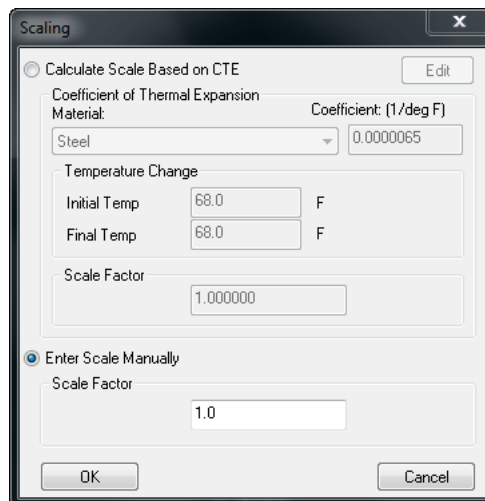 Scaling
x
Calculate Scale Based on CTE
Edit
Coefficient of Thermal Expansion
Material:
Coefficient: (1/deg F)
Steel
0.0000065
Temperature Change
Initial Temp 68.0 F
Final Temp 68.0 F
Scale Factor
1.000000
Enter Scale Manually
Scale Factor
1.0
OK Cancel